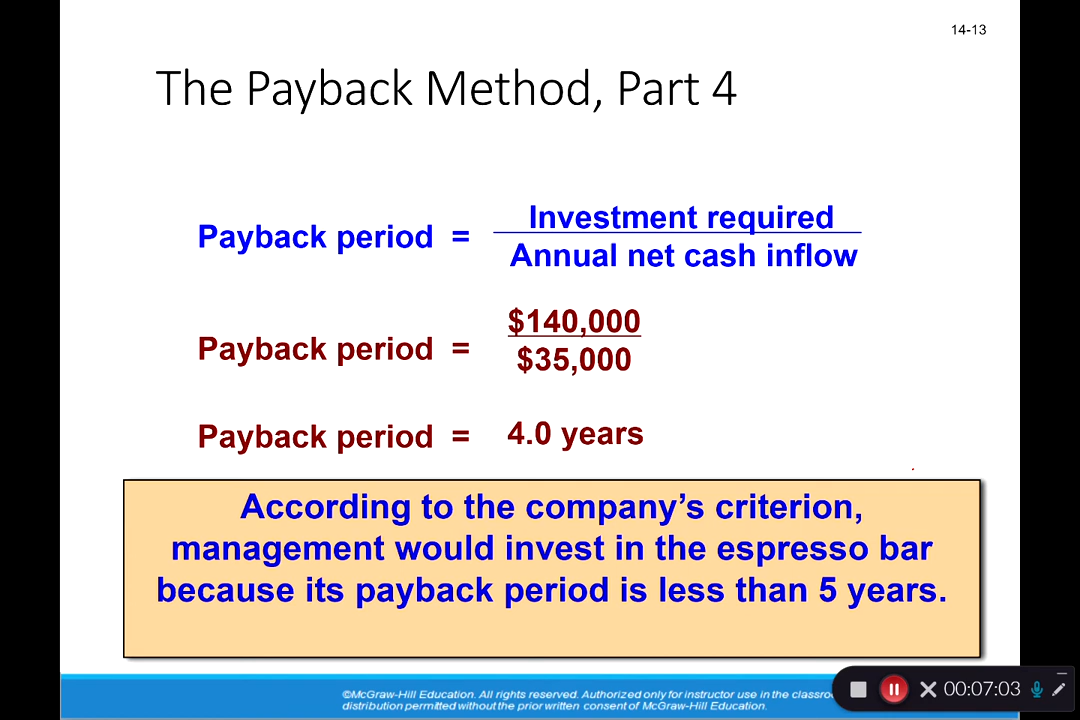 14-13
The Payback Method, Part 4
Payback period = Investment required
Annual net cash inflow
Payback period = $140,000
$35,000
Payback period = 4.0 years
According to the company’s criterion,
management would invest in the espresso bar
because its payback period is less than 5 years.
©McGraw-Hill Education. All rights reserved. Authorized only for instructor use in the
distribution permitted without the prior written consent of McGraw-Hill Education.
00:07:03